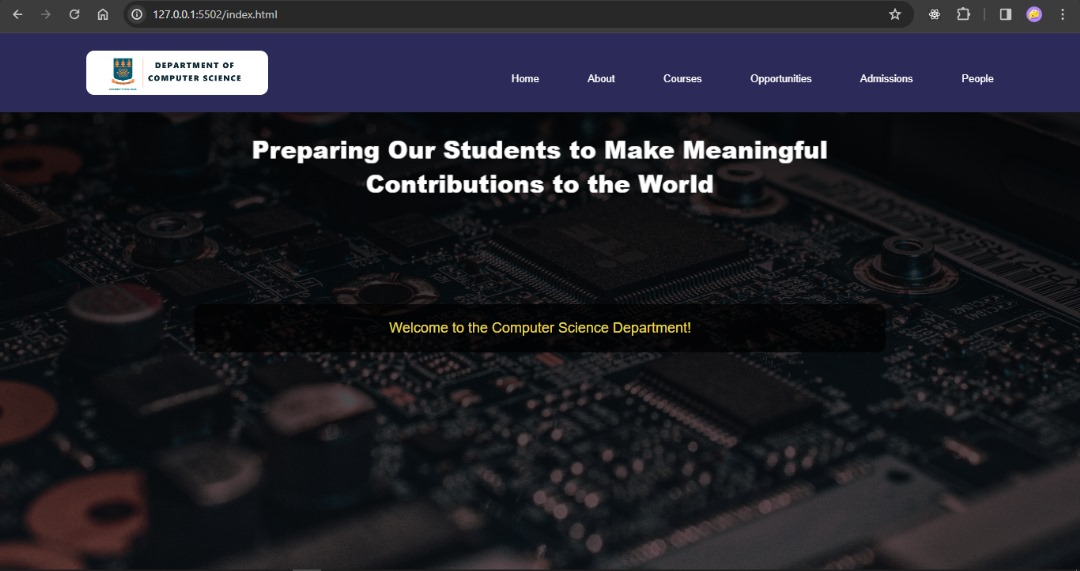 127.0.0.1:5502/index.html
DEPARTMENT OF
COMPUTER SCIENCE
Home
About
Courses
Opportunities
Admissions
People
Preparing Our Students to Make Meaningful
Contributions to the World
Welcome to the Computer Science Department!